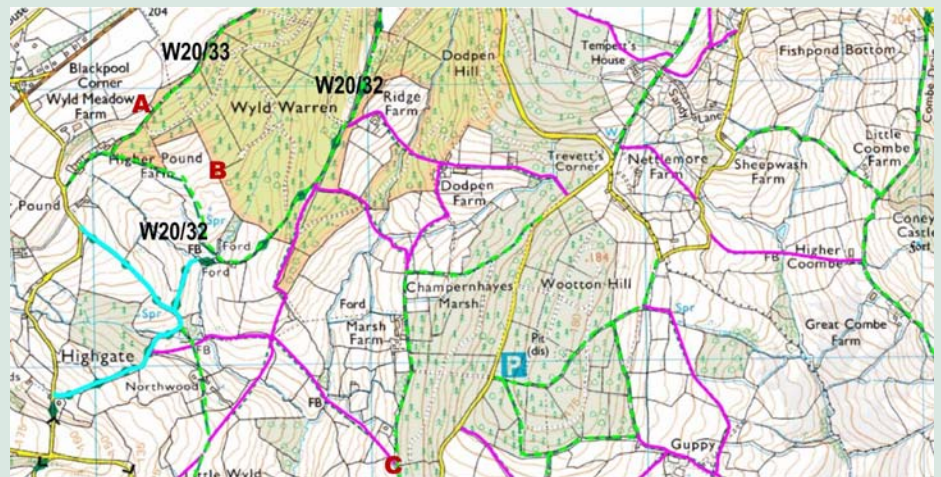 204
W20/33
Blackpool
Corner
Wyld Meadow
Farm
A
Wyld Warren
W20/32
Dodpen
Hill
Ridge
Farm
Tempett's
House
Sandy
Lane
Fishpond Bottom
204
Combe
Higher Pound
Farm
B
Pound
Spr
W20/32
FB
Ford
Ford
Dodpen
Farm
W
Trevett's
Corner
Nettlemore
Farm
Sheepwash
Farm
Little
Coombe
Farm
Coney's
Castle
Fort
Champernhayes
Marsh
184
Wootton Hill
FB
Higher
Coombe
Spr
Highgate
FB
Ford
Marsh
Farm
Pit
(dis)
P
Spr
Great Combe
Farm
Northwood
FB
Little Wyld
C
Guppy